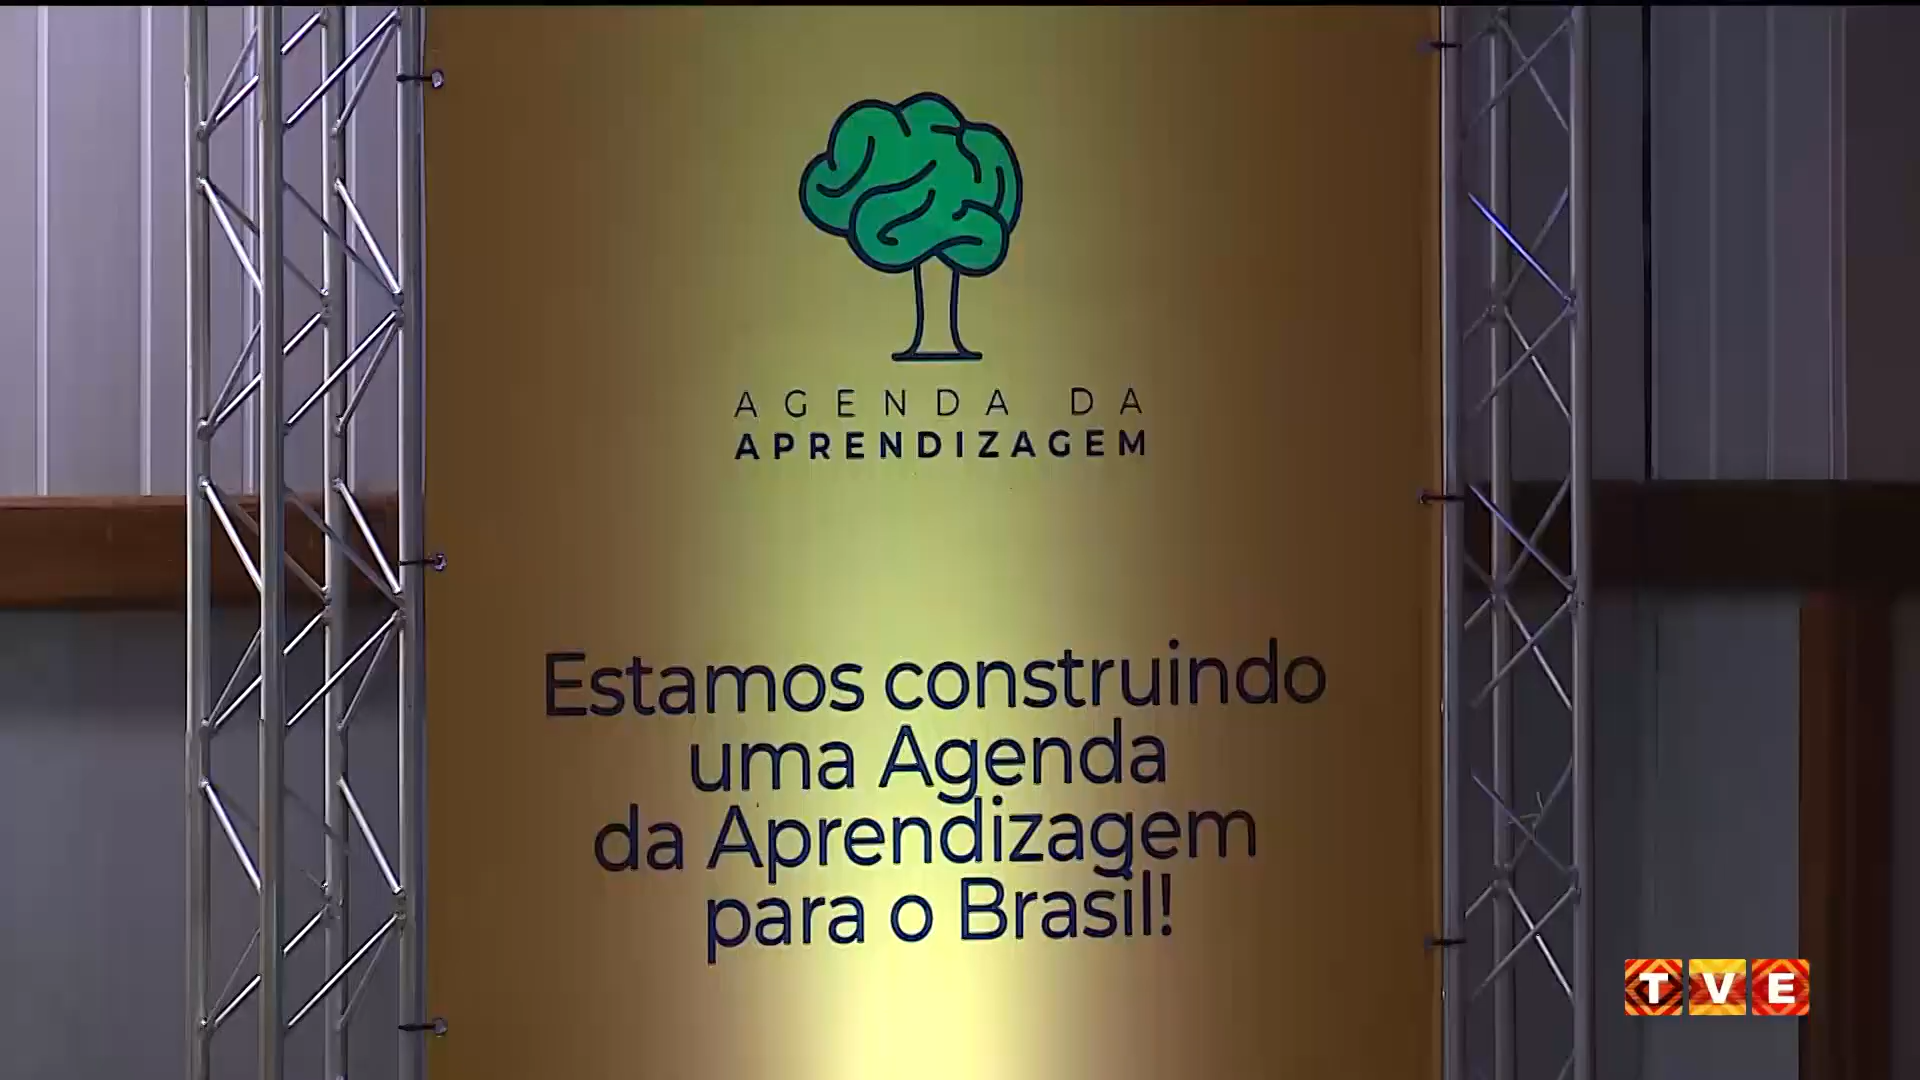 AGENDA DA
APRENDIZAGEM
Estamos construindo
uma Agenda
da Aprendizagem
para o Brasil!
TVE